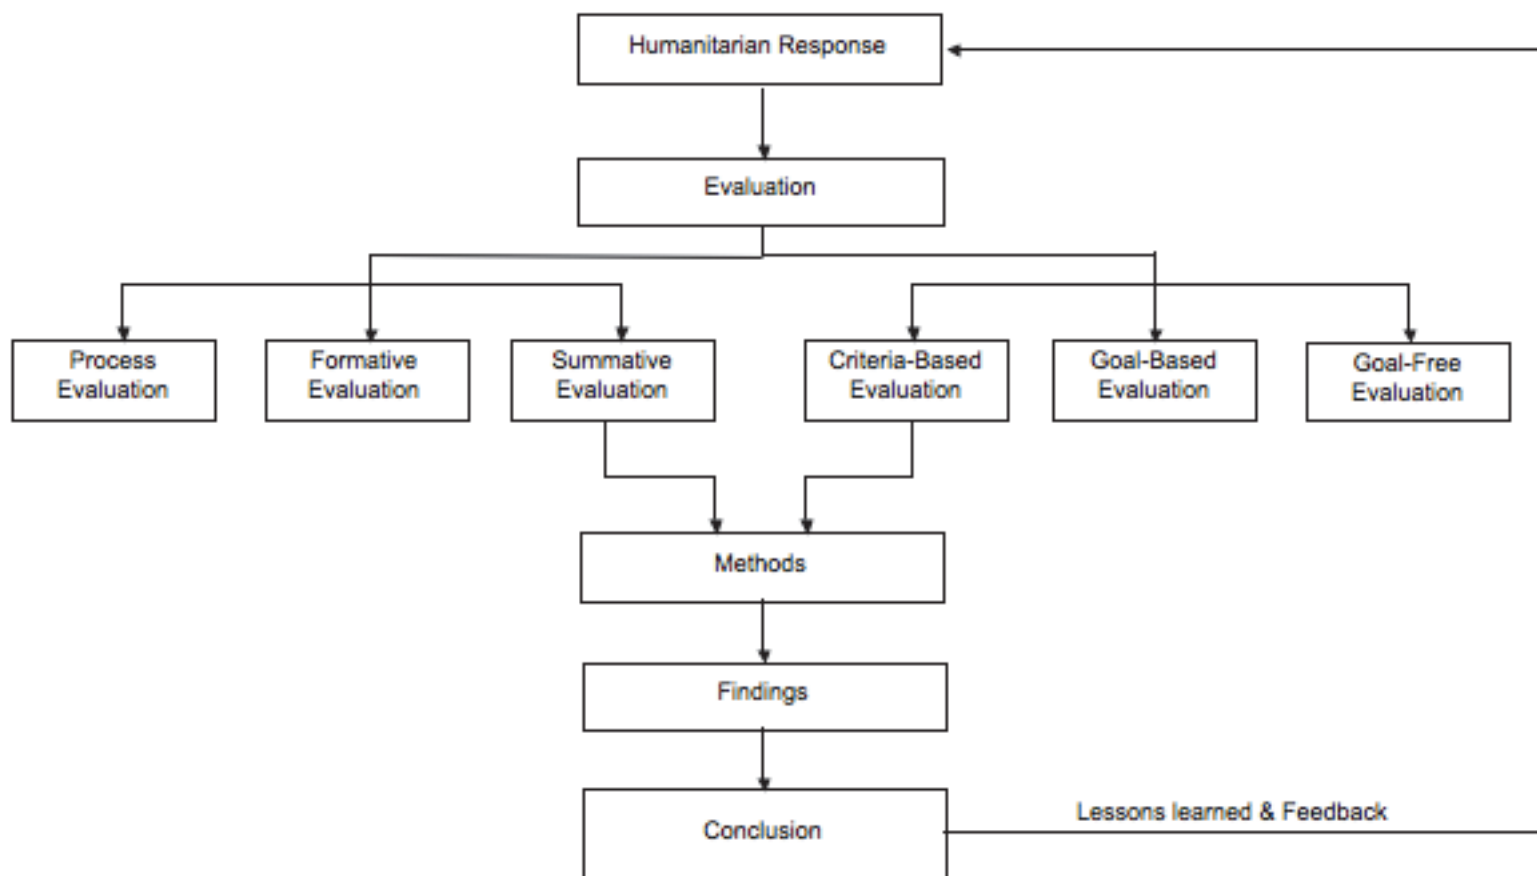 Humanitarian Response
Evaluation
Process
Evaluation
Formative
Evaluation
Summative
Evaluation
Criteria-Based
Evaluation
Goal-Based
Evaluation
Goal-Free
Evaluation
Methods
Findings
Conclusion
Lessons learned & Feedback